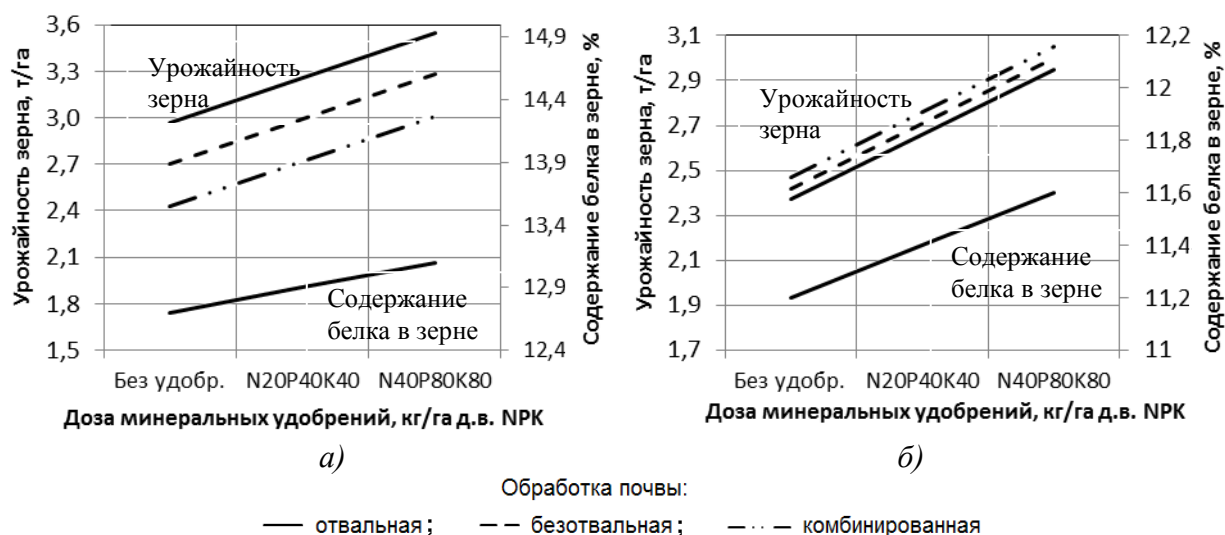 Урожайность зерна, т/га
3,6
3,3
3,0
2,7
2,4
2,1
1,8
1,5
Урожайность
зерна
Содержание
белка в зерне
14,9
14,4
13,9
13,4
12,9
12,4
Содержание белка в зерне, %
Без удобр. N20P40K40 N40P80K80
Доза минеральных удобрений, кг/га д.в. NPK
а)
Урожайность зерна, т/га
3,1
2,9
2,7
2,5
2,3
2,1
1,9
1,7
Урожайность
зерна
Содержание
белка в зерне
12,2
12
11,8
11,6
11,4
11,2
11
Содержание белка в зерне, %
Без удобр. N20P40K40 N40P80K80
Доза минеральных удобрений, кг/га д.в. NPK
б)
Обработка почвы:
отвальная; безотвальная; комбинированная